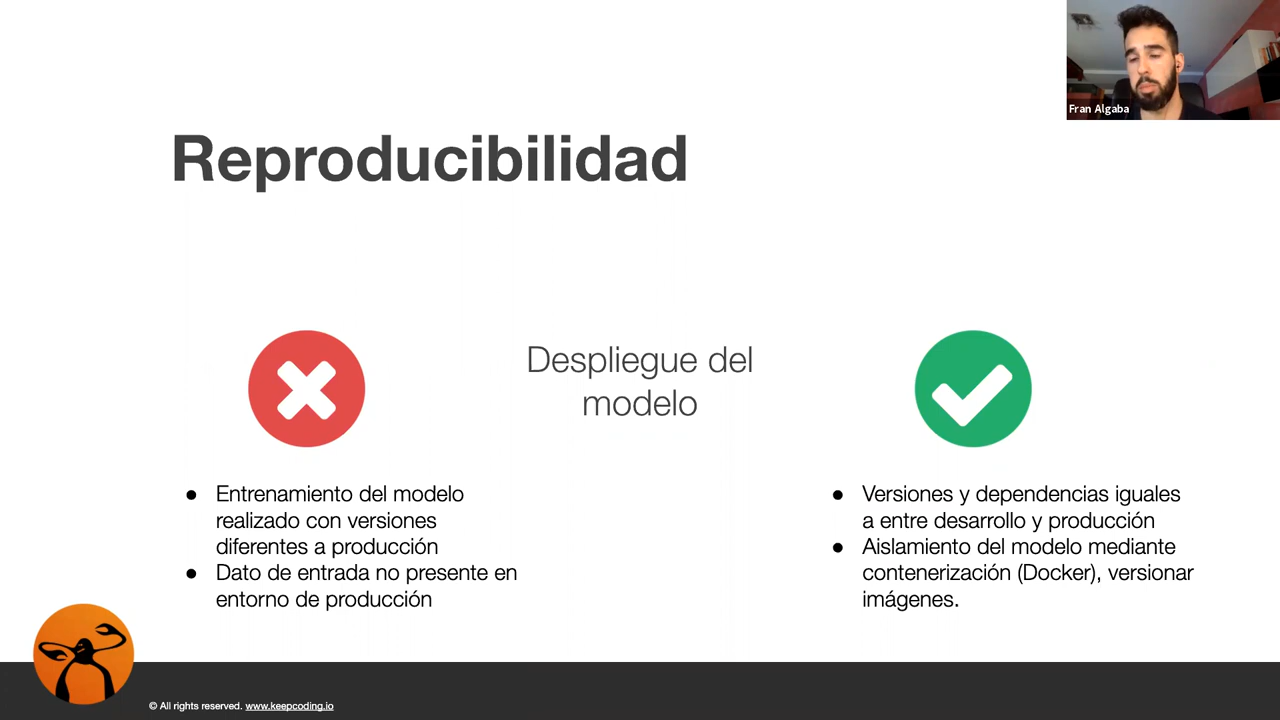 Fran Algaba
Reproducibilidad
Despliegue del
modelo
● Entrenamiento del modelo
realizado con versiones
diferentes a producción
● Dato de entrada no presente en
entorno de producción
● Versiones y dependencias iguales
a entre desarrollo y producción
● Aislamiento del modelo mediante
contenerización (Docker), versionar
imágenes.
© All rights reserved. www.keepcoding.io